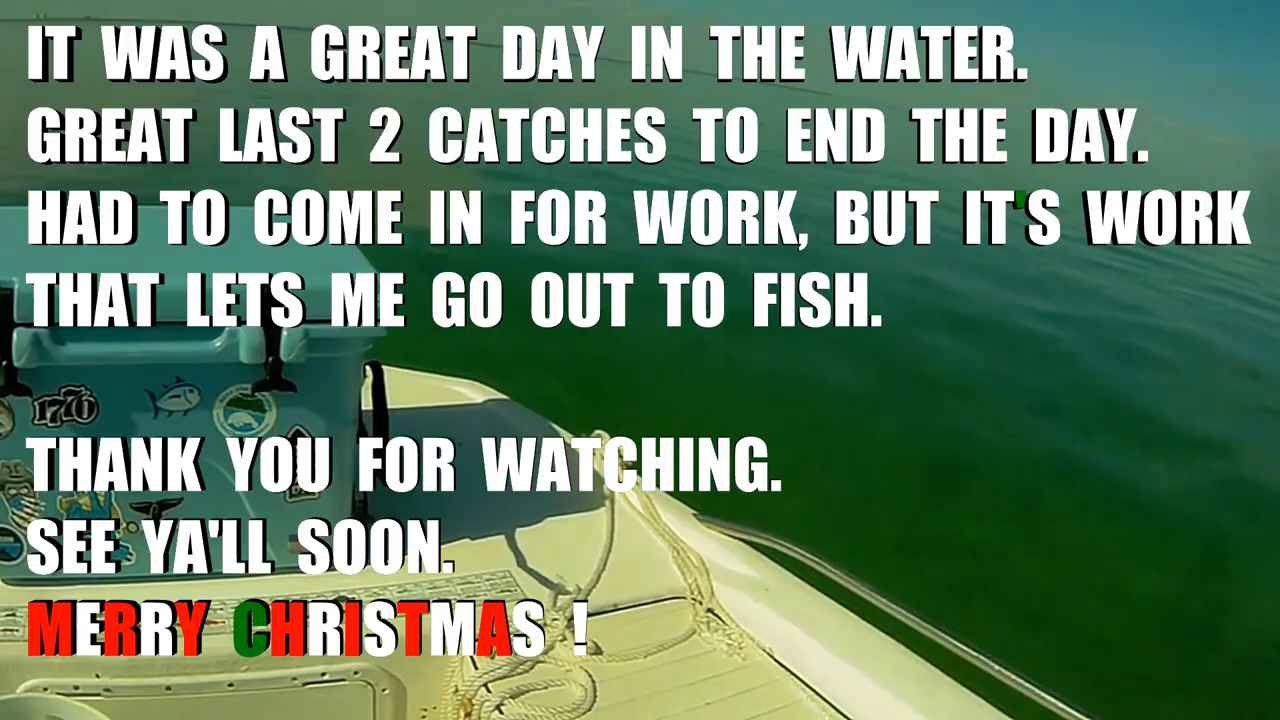 IT WAS A GREAT DAY IN THE WATER.
GREAT LAST 2 CATCHES TO END THE DAY.
HAD TO COME IN FOR WORK, BUT IT'S WORK
THAT LETS ME GO OUT TO FISH.
1776
THANK YOU FOR WATCHING.
SEE YA'LL SOON.
MERRY CHRISTMAS !